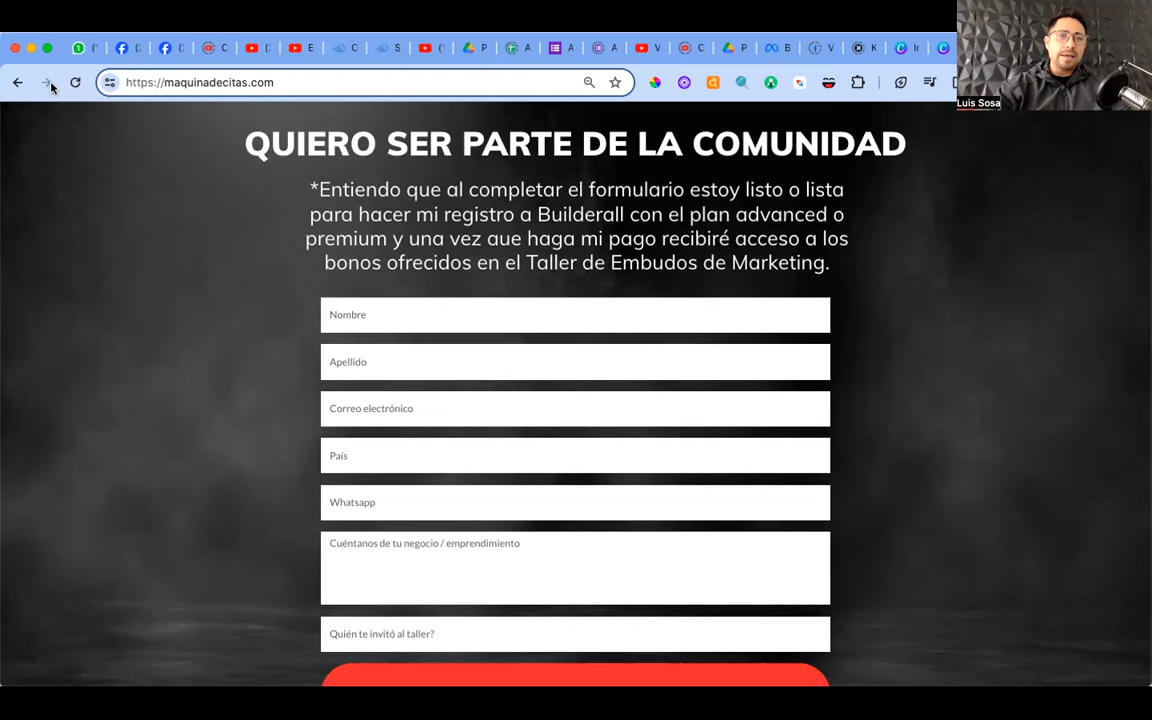 https://maquinadecitas.com
Luis Sosa
QUIERO SER PARTE DE LA COMUNIDAD
*Entiendo que al completar el formulario estoy listo o lista
para hacer mi registro a Builderall con el plan advanced o
premium y una vez aue haga mi pago recibiré acceso a los
bonos ofrecidos en el Taller de Embudos de Marketing.
Nombre
Apellido
Correo electrónico
País
Whatsapp
Cuéntanos de tu negocio / emprendimiento
Quién te invitó al taller?